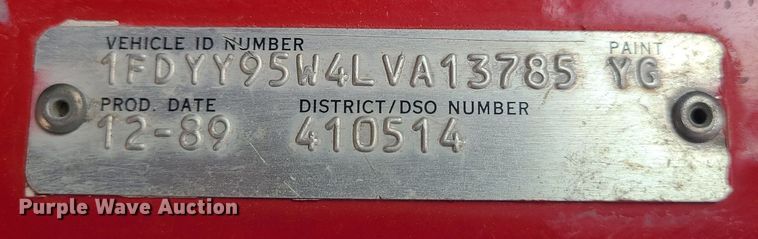 VEHICLE ID NUMBER PAINT
1FDYY95W4LVA13785 YG
PROD. DATE DISTRICT/DSO NUMBER
12-89 410514
Purple Wave Auction